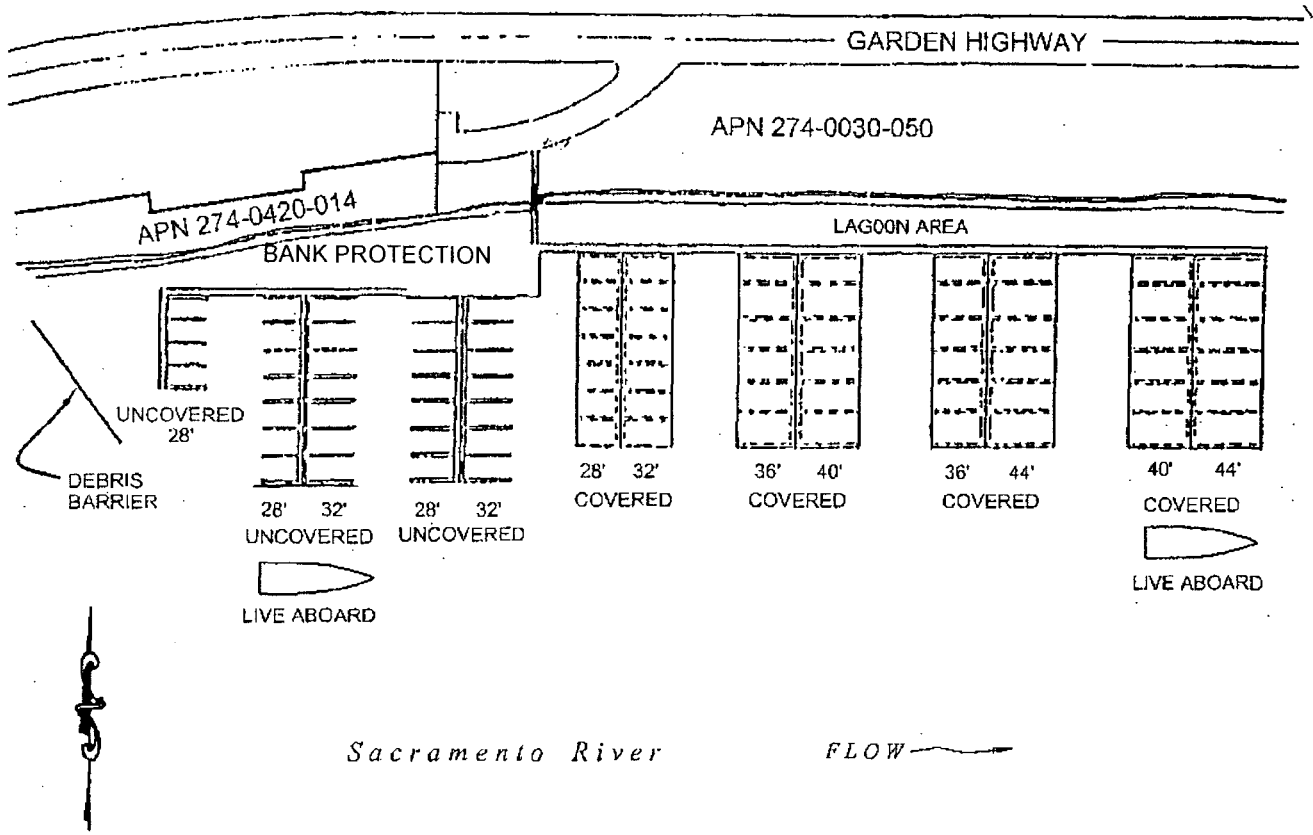 GARDEN HIGHWAY
APN 274-0030-050
APN 274-0420-014
LAGOON AREA
BANK PROTECTION
UNCOVERED
28'
DEBRIS
BARRIER
28' 32'
UNCOVERED
28' 32'
UNCOVERED
28' 32'
COVERED
36' 40'
COVERED
36' 44'
COVERED
40' 44'
COVERED
LIVE ABOARD
LIVE ABOARD
Sacramento River
FLOW